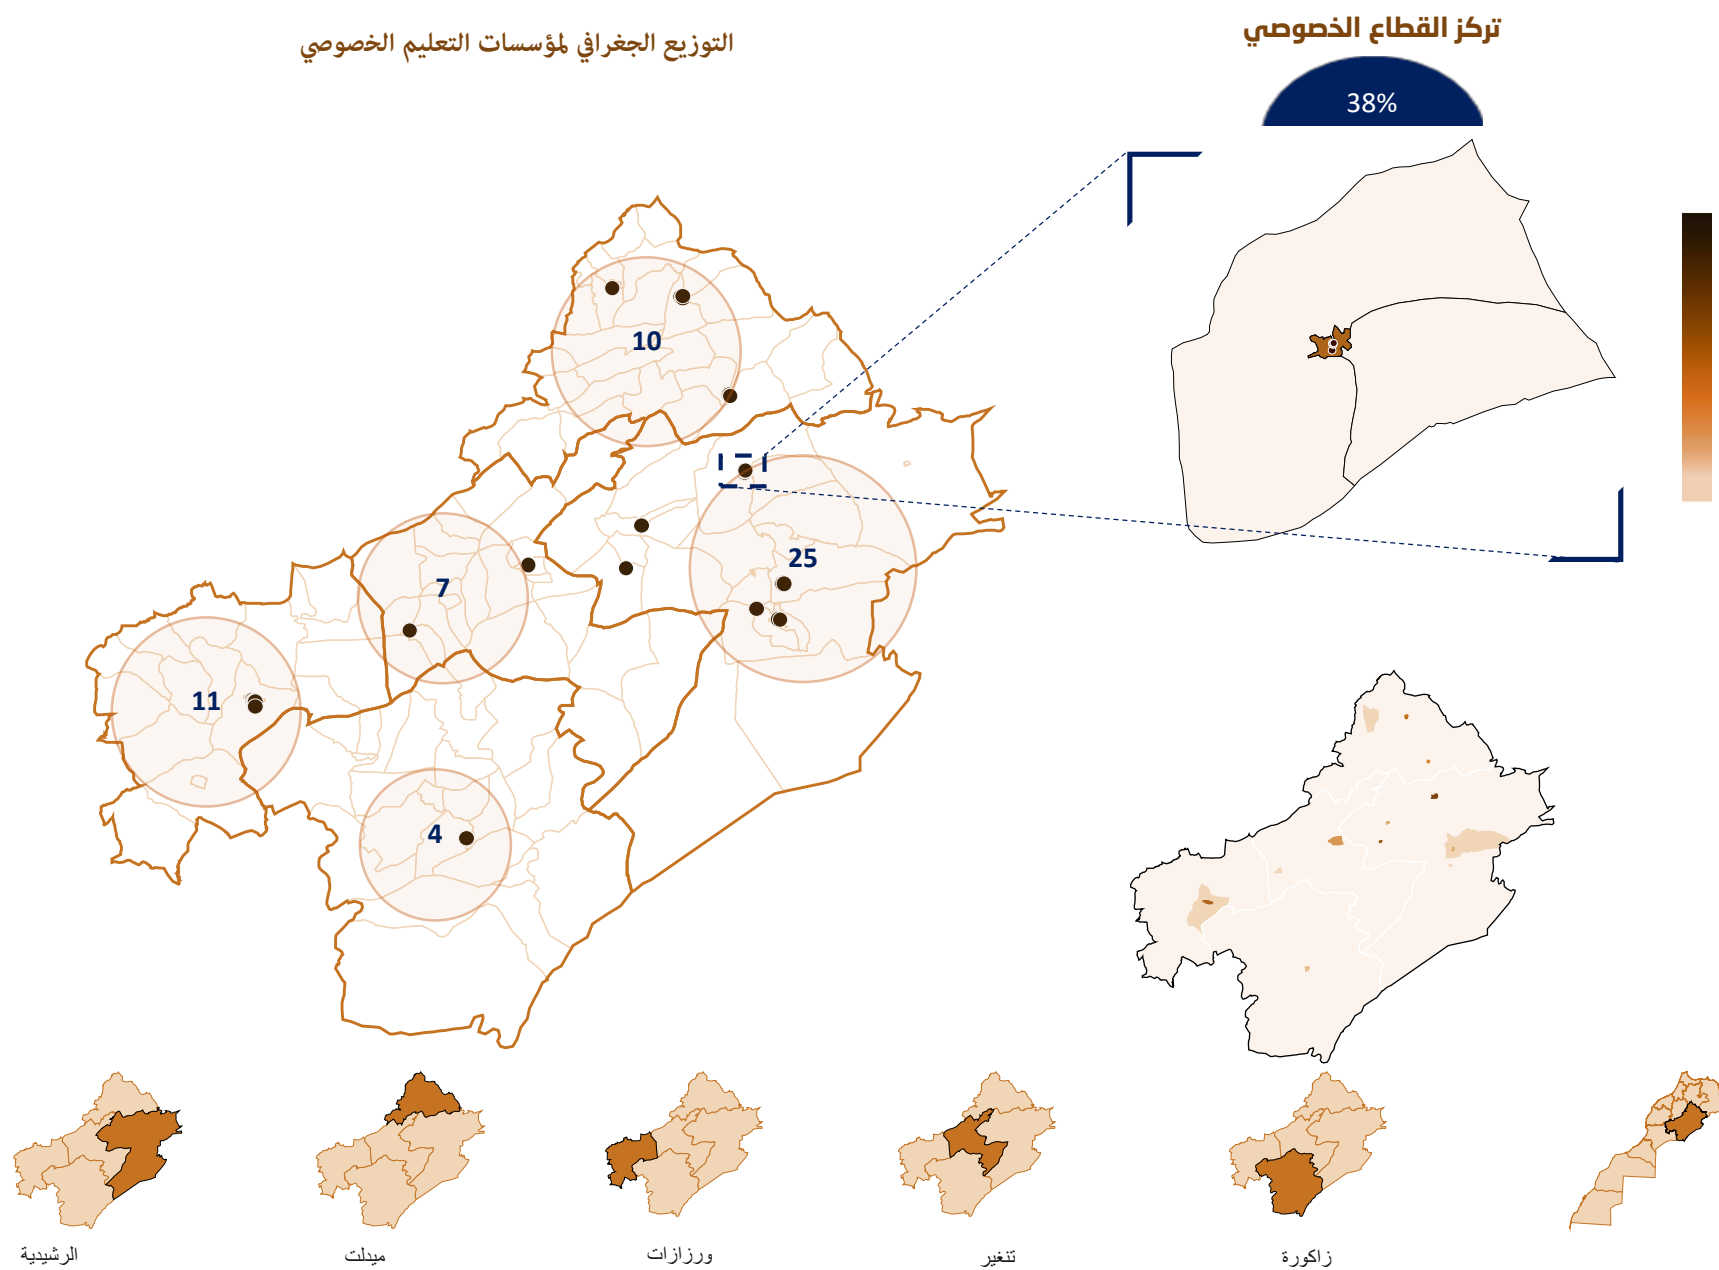 تركز القطاع الخصوصي
التوزيع الجغرافي لمؤسسات التعليم الخصوصي
38%
10
25
7
11
4
زاكورة
تنغير
ورزازات
ميدلت
الرشيدية